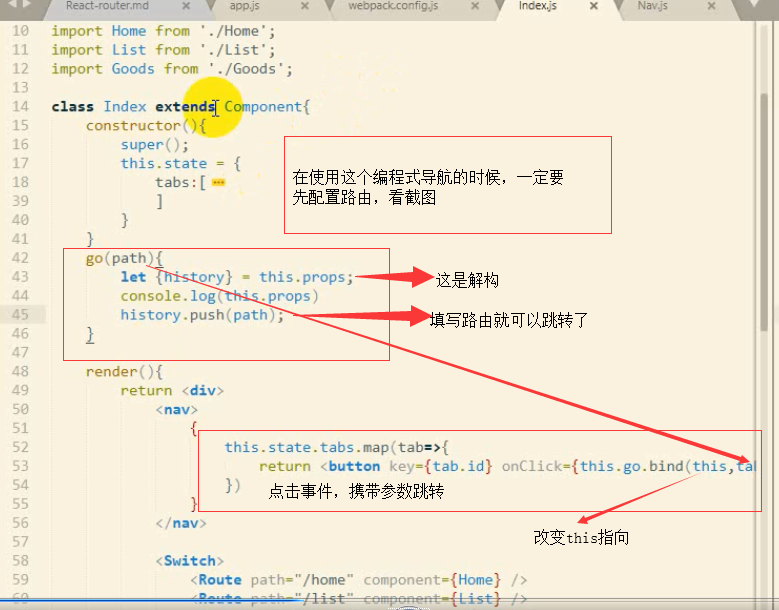 React-router.md × app.js × webpack.config.js × Index.js × Nav.js ×
10 import Home from './Home';
11 import List from './List';
12 import Goods from './Goods';
13
14 class Index extends Component{
15 constructor(){
16 super();
17 this.state = {
18 tabs:[
39 ]
40 }
41 }
在使用这个编程式导航的时候，一定要
先配置路由，看截图
42 go(path){
43 let {history} = this.props;
这是解构
44 console.log(this.props)
45 history.push(path);
填写路由就可以跳转了
46 }
47
48 render(){
49 return <div>
50 <nav>
51 {
52 this.state.tabs.map(tab=>{
53 return <button key={tab.id} onClick={this.go.bind(this,ta
54 })
点击事件，携带参数跳转
55 }
56 </nav>
改变this指向
57
58 <Switch>
59 <Route path="/home" component={Home} />
60 <Route path="/list" component={List} />